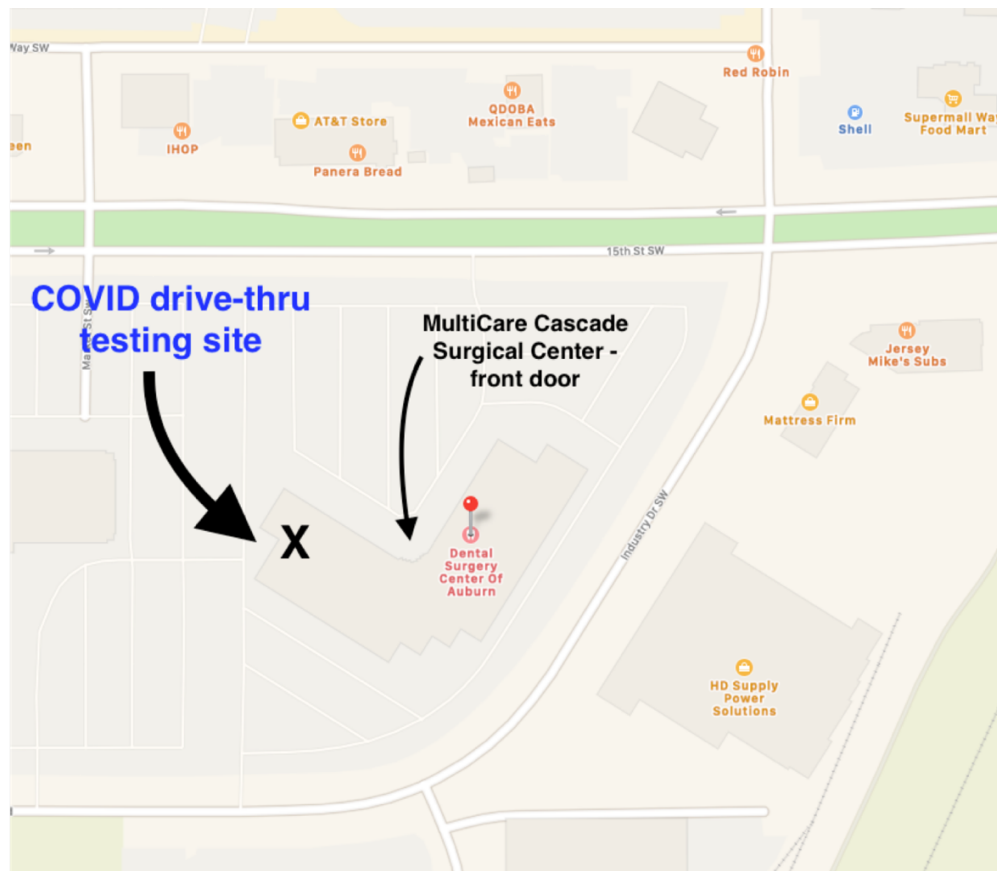 Way SW
Red Robin
QDOBA
Mexican Eats
AT&T Store
Shell
Supermall Way
Food Mart
IHOP
een
Panera Bread
15th St SW
COVID drive-thru
testing site
MultiCare Cascade
Surgical Center -
front door
Jersey
Mike's Subs
Mattress Firm
X
Industry Dr SW
Dental
Surgery
Center Of
Auburn
HD Supply
Power
Solutions